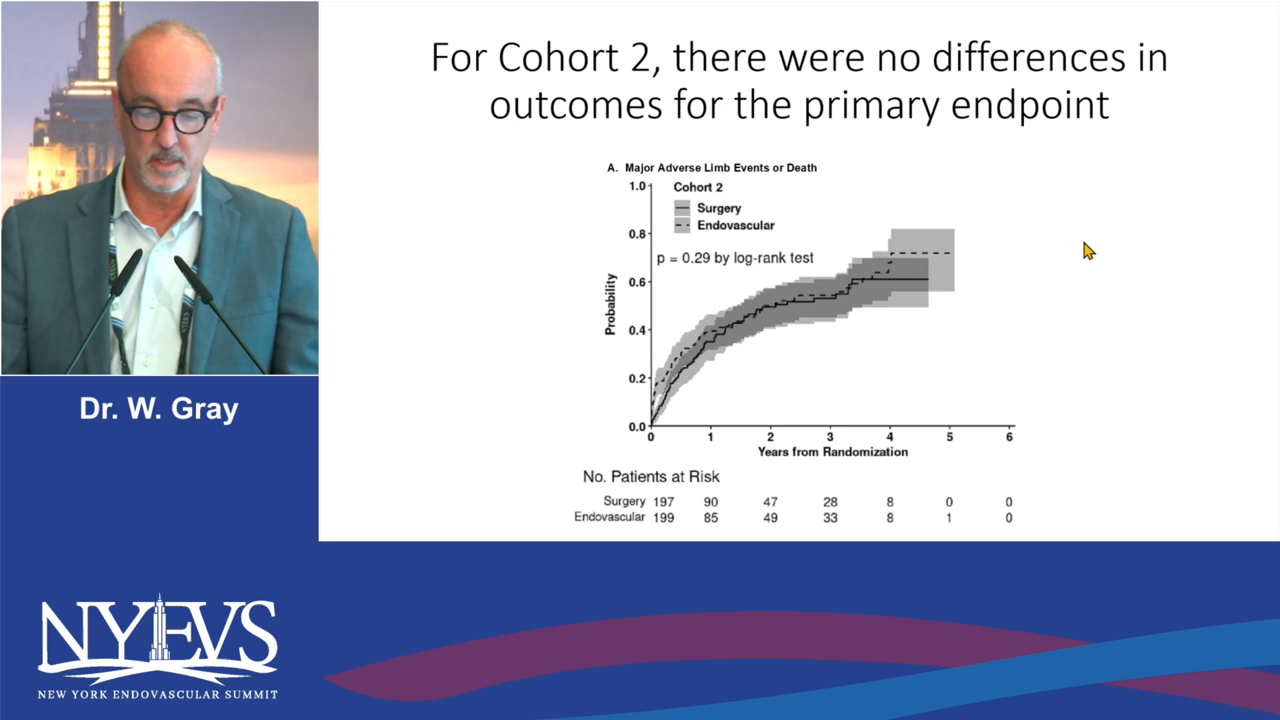 For Cohort 2, there were no differences in
outcomes for the primary endpoint
A. Major Adverse Limb Events or Death
Cohort 2
Surgery
Endovascular
p = 0.29 by log-rank test
Probability
1.0
0.8
0.6
0.4
0.2
0.0
0 1 2 3 4 5 6
Years from Randomization
No. Patients at Risk
Surgery 197 90 47 28 8 0 0
Endovascular 199 85 49 33 8 1 0
Dr. W. Gray
NYEVS
NEW YORK ENDOVASCULAR SUMMIT